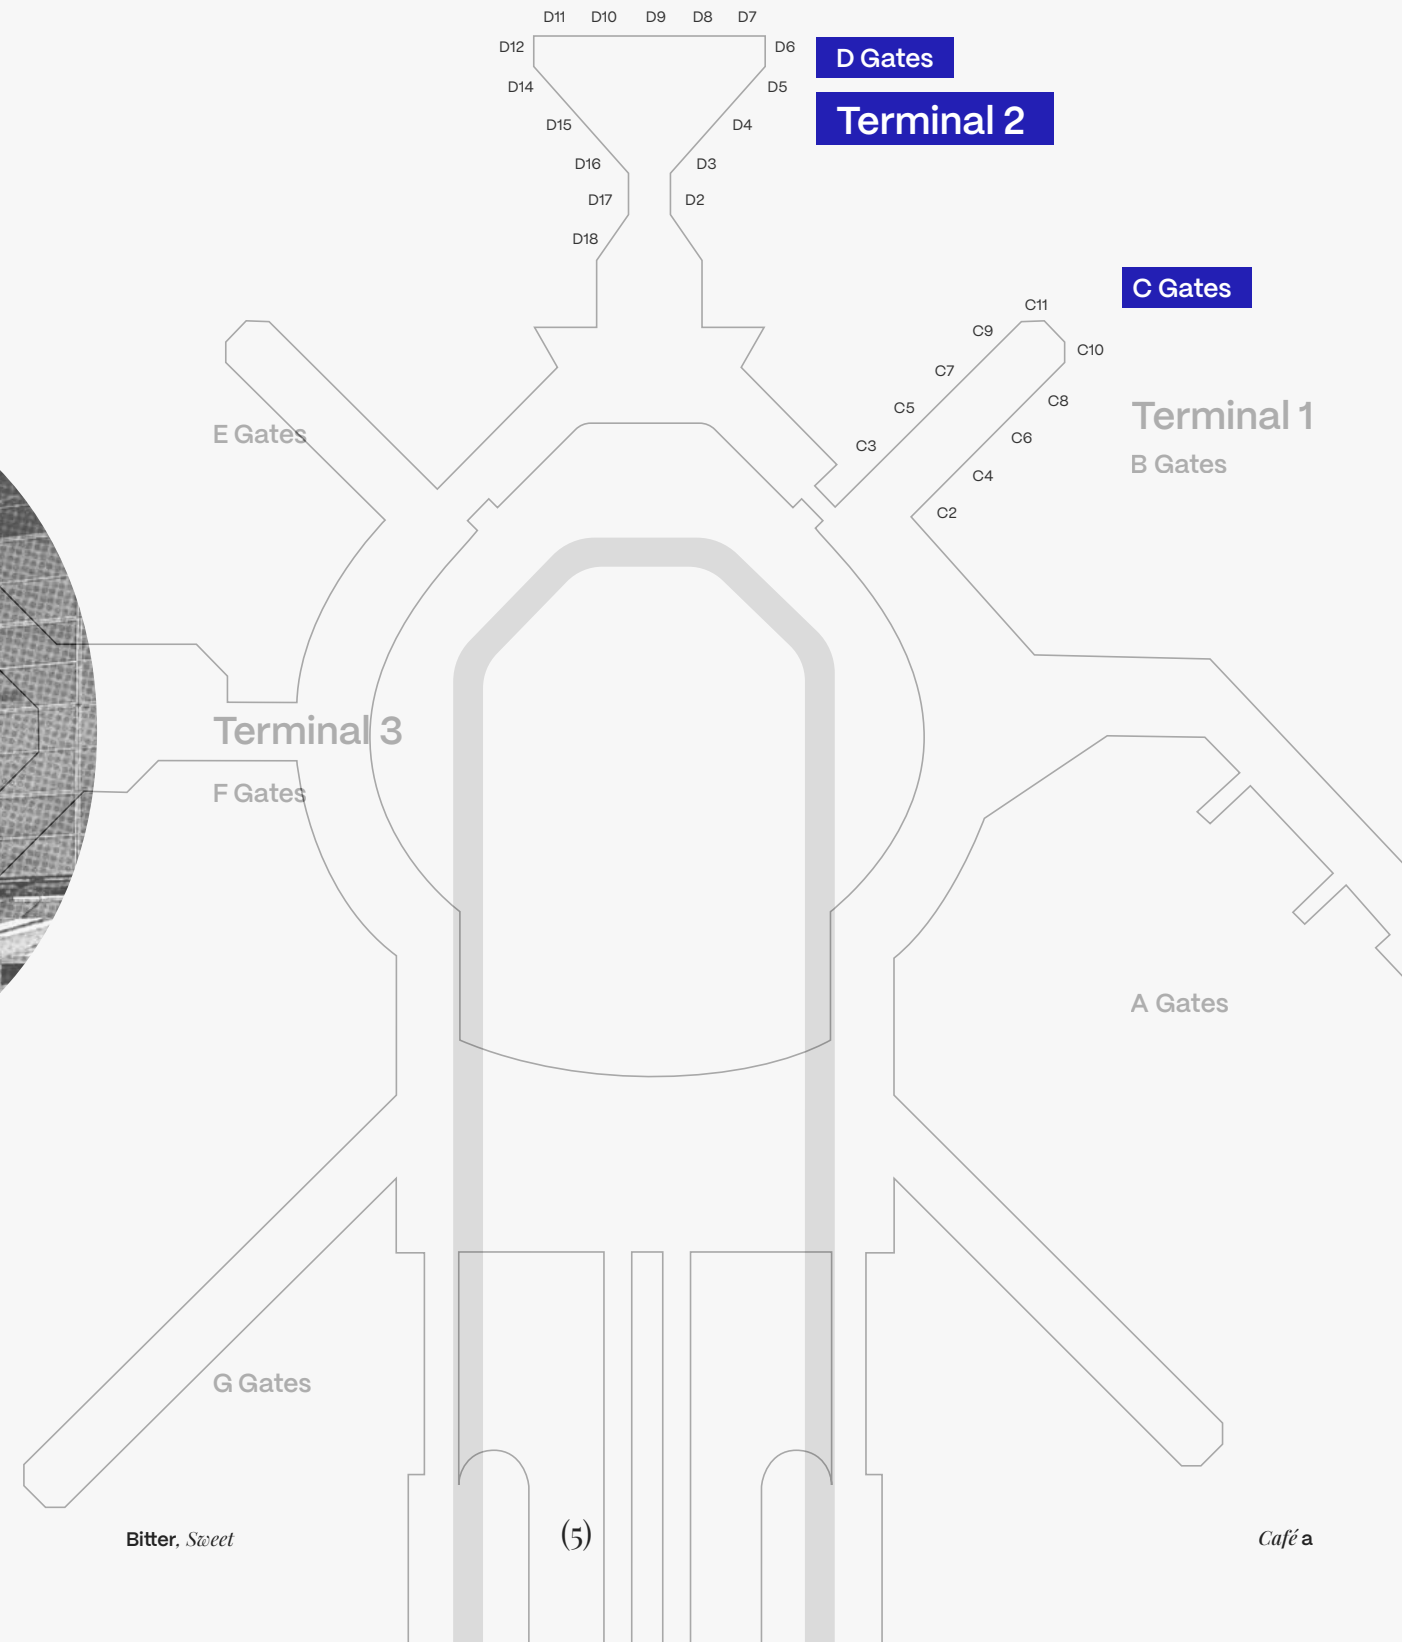 D11 D10 D9 D8 D7
D12 D6
D Gates
D14 D5
Terminal 2
D15 D4
D16 D3
D17 D2
D18
C Gates
C11
C9
C10
C7
C8
C5
Terminal 1
E Gates
C6
C3
B Gates
C4
C2
Terminal 3
F Gates
A Gates
G Gates
Bitter, Sweet
(5)
Café a